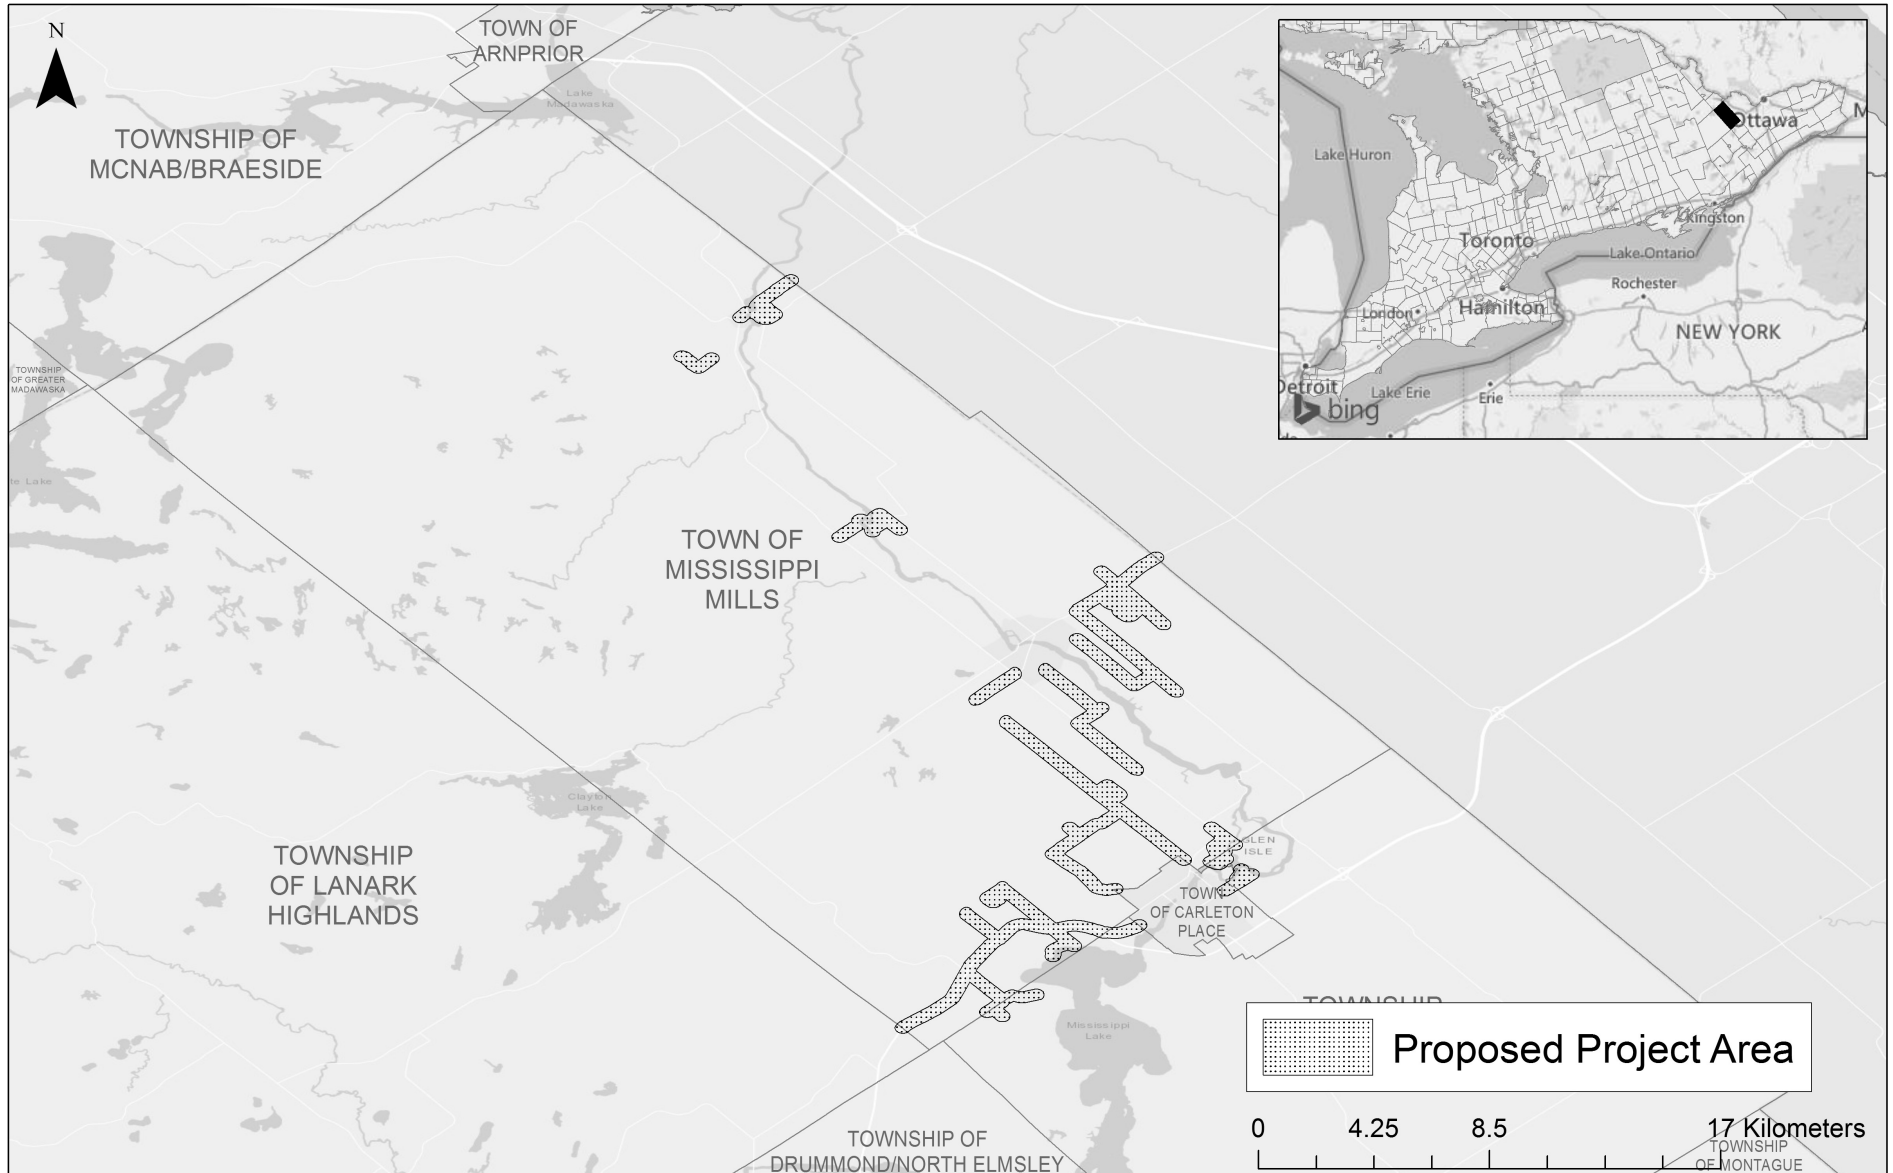 N
TOWN OF
ARNPRIOR
Lake
Madawaska
TOWNSHIP OF
MCNAB/BRAESIDE
TOWNSHIP
OF GREATER
MADAWASKA
te Lake
TOWN OF
MISSISSIPPI
MILLS
Clayton
Lake
TOWNSHIP
OF LANARK
HIGHLANDS
GLEN
ISLE
TOWN
OF CARLETON
PLACE
Mississippi
Lake
TOWNSHIP OF
DRUMMOND/NORTH ELMSLEY
Lake Huron
Ottawa
M
Kingston
Toronto
Lake Ontario
Rochester
Hamilton
London
NEW YORK
Detroit
Lake Erie
Erie
bing
TOWNSHIP
Proposed Project Area
0 4.25 8.5 17 Kilometers
TOWNSHIP
OF MONTAGUE